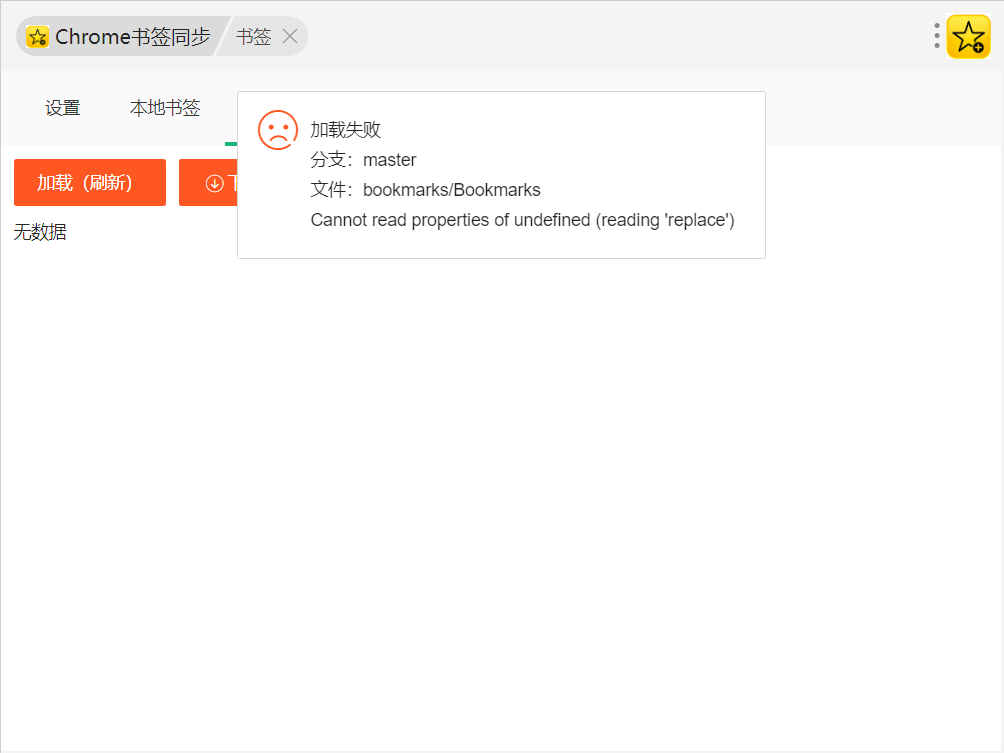 Chrome书签同步
书签
设置
本地书签
加载失败
分支：master
文件：bookmarks/Bookmarks
Cannot read properties of undefined (reading 'replace')
加载（刷新）
无数据